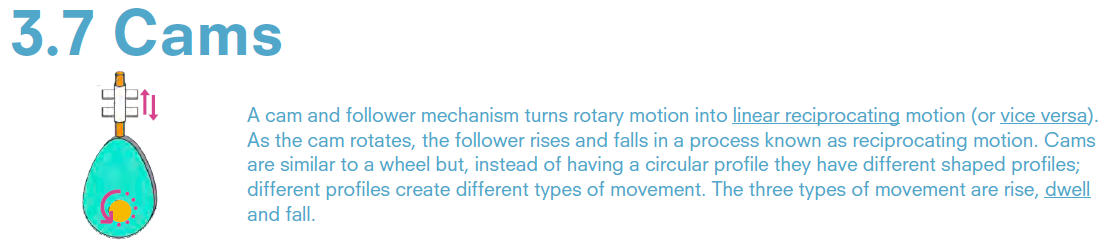 3.7 Cams
A cam and follower mechanism turns rotary motion into linear reciprocating motion (or vice versa).
As the cam rotates, the follower rises and falls in a process known as reciprocating motion. Cams
are similar to a wheel but, instead of having a circular profile they have different shaped profiles;
different profiles create different types of movement. The three types of movement are rise, dwell
and fall.